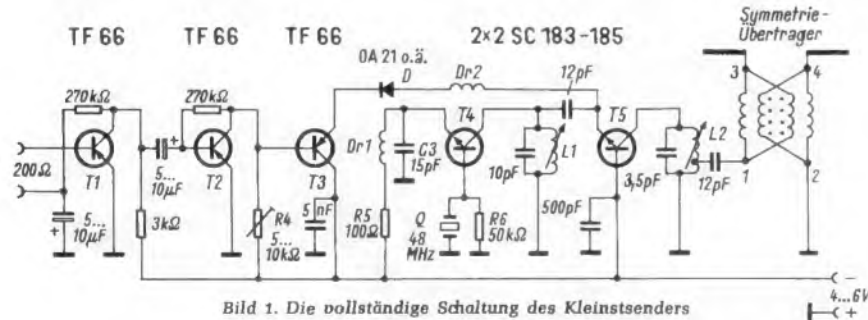 TF 66 TF 66 TF 66 2×2 SC 183-185
Symmetrie-
Übertrager
OA 21 o.ä.
D
Dr2
12pF
270kΩ
270kΩ
3
4
T4
T5
200Ω
T1
5...
10µF
T2
T3
Dr1
C3
15pF
10pF
L1
3,5pF
L2
12pF
1
2
5...
10µF
3kΩ
R4
5...
10kΩ
5 nF
R5
100Ω
Q
48
MHz
R6
50kΩ
500pF
4...6V
Bild 1. Die vollständige Schaltung des Kleinstsenders